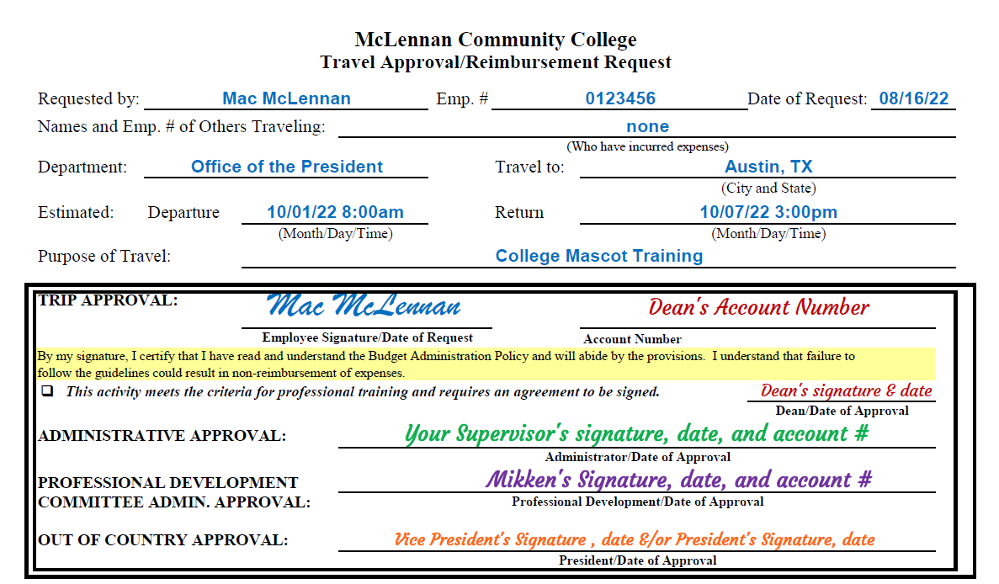 McLennan Community College
Travel Approval/Reimbursement Request
Requested by: Mac McLennan Emp. # 0123456 Date of Request: 08/16/22
Names and Emp. # of Others Traveling: none
(Who have incurred expenses)
Department: Office of the President Travel to: Austin, TX
(City and State)
Estimated: Departure 10/01/22 8:00am Return 10/07/22 3:00pm
(Month/Day/Time) (Month/Day/Time)
Purpose of Travel: College Mascot Training
TRIP APPROVAL: Mac McLennan Dean's Account Number
Employee Signature/Date of Request Account Number
By my signature, I certify that I have read and understand the Budget Administration Policy and will abide by the provisions. I understand that failure to
follow the guidelines could result in non-reimbursement of expenses.
❑ This activity meets the criteria for professional training and requires an agreement to be signed. Dean's signature & date
Dean/Date of Approval
ADMINISTRATIVE APPROVAL: Your Supervisor's signature, date, and account #
Administrator/Date of Approval
PROFESSIONAL DEVELOPMENT Mikken's Signature, date, and account #
COMMITTEE ADMIN. APPROVAL: Professional Development/Date of Approval
OUT OF COUNTRY APPROVAL: Vice President's Signature , date &/or President's Signature, date
President/Date of Approval